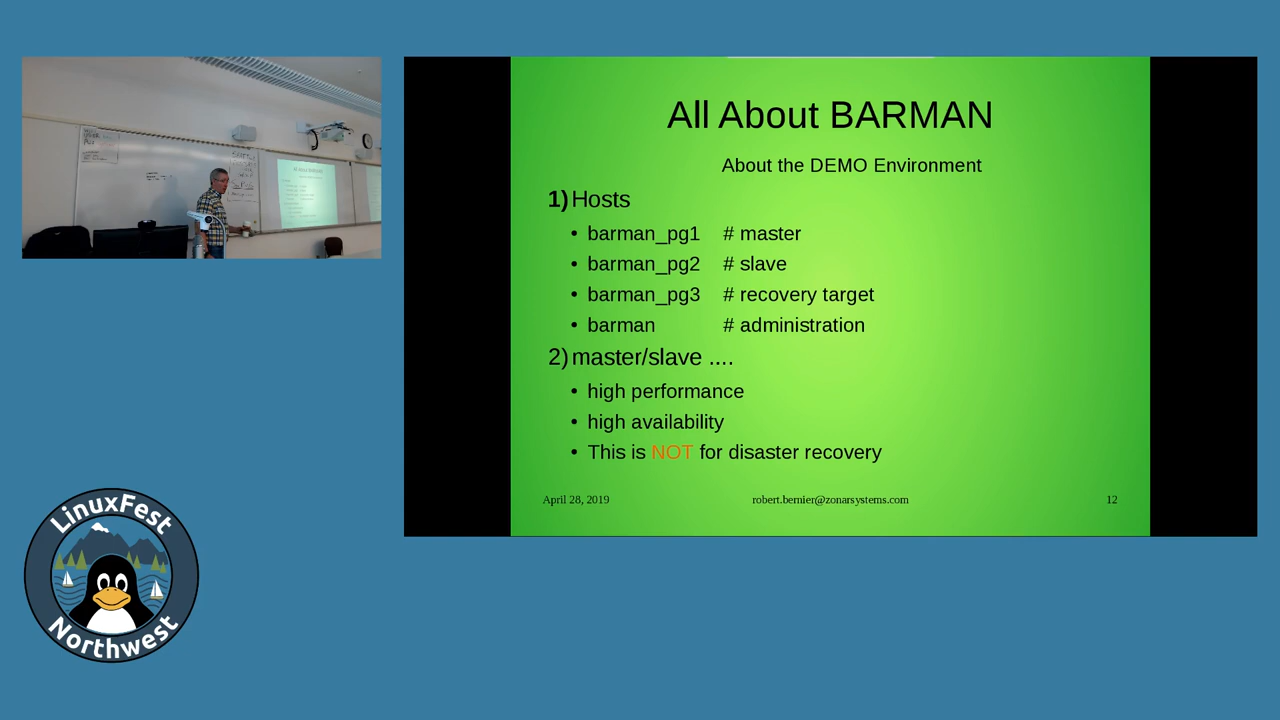 All About BARMAN
About the DEMO Environment
1) Hosts
• barman_pg1 # master
• barman_pg2 # slave
• barman_pg3 # recovery target
• barman # administration
2) master/slave ....
• high performance
• high availability
• This is NOT for disaster recovery
April 28, 2019 robert.bernier@zonarsystems.com 12
LinuxFest
Northwest